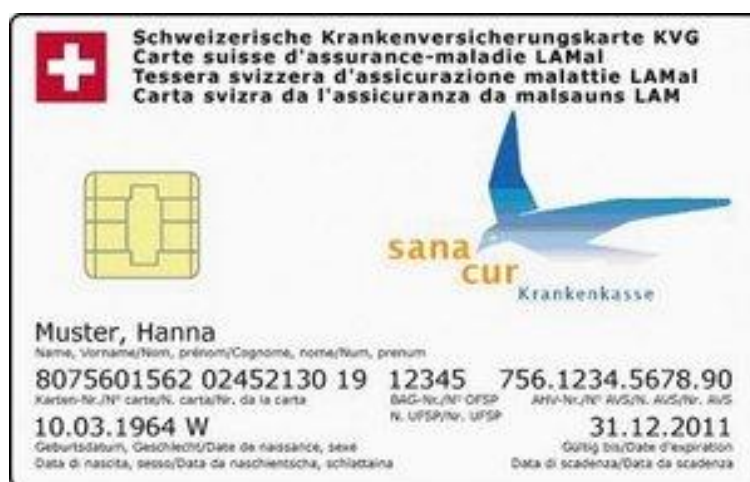 Schweizerische Krankenversicherungskarte KVG
Carte suisse d'assurance-maladie LAMal
Tessera svizzera d'assicurazione malattie LAMal
Carta svizra da l'assicuranza da malsauns LAM
sana
cur
Krankenkasse
Muster, Hanna
Name, Vorname/Nom, prénom/Cognome, nome/Num, prenum
8075601562 02452130 19 12345 756.1234.5678.90
Karten-Nr./N° carte/N. carta/Nr. da la carta BAG-Nr./N° OFSP AHV-Nr./N° AVS/N. AVS/Nr. AVS
N. UFSP/Nr. UFSP
10.03.1964 W 31.12.2011
Geburtsdatum, Geschlecht/Date de naissance, sexe Gültig bis/Date d'expiration
Data di nascita, sesso/Data da naschientscha, schlattaina Data di scadenza/Data da scadenza